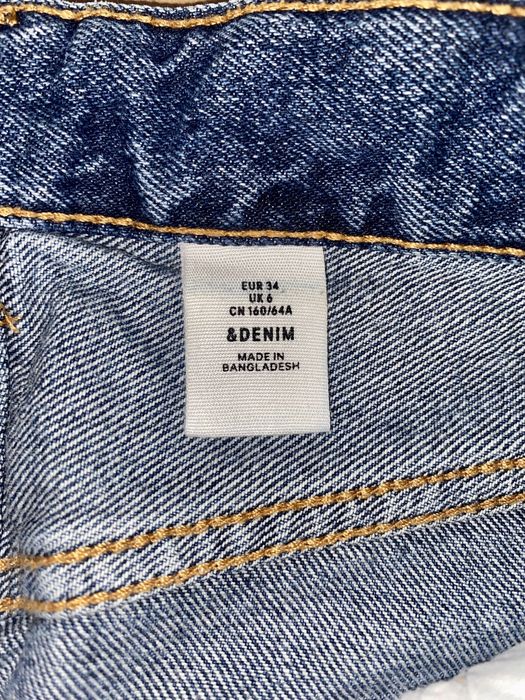 EUR 34
UK 6
CN 160/64A
&DENIM
MADE IN
BANGLADESH